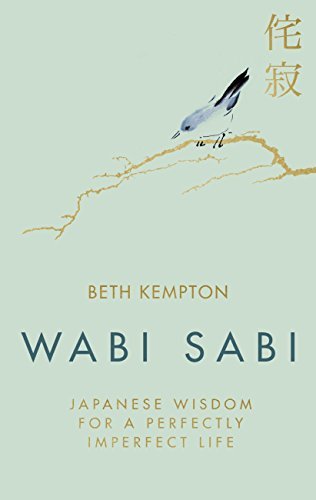 侘寂
BETH KEMPTON
WABI SABI
JAPANESE WISDOM
FOR A PERFECTLY
IMPERFECT LIFE